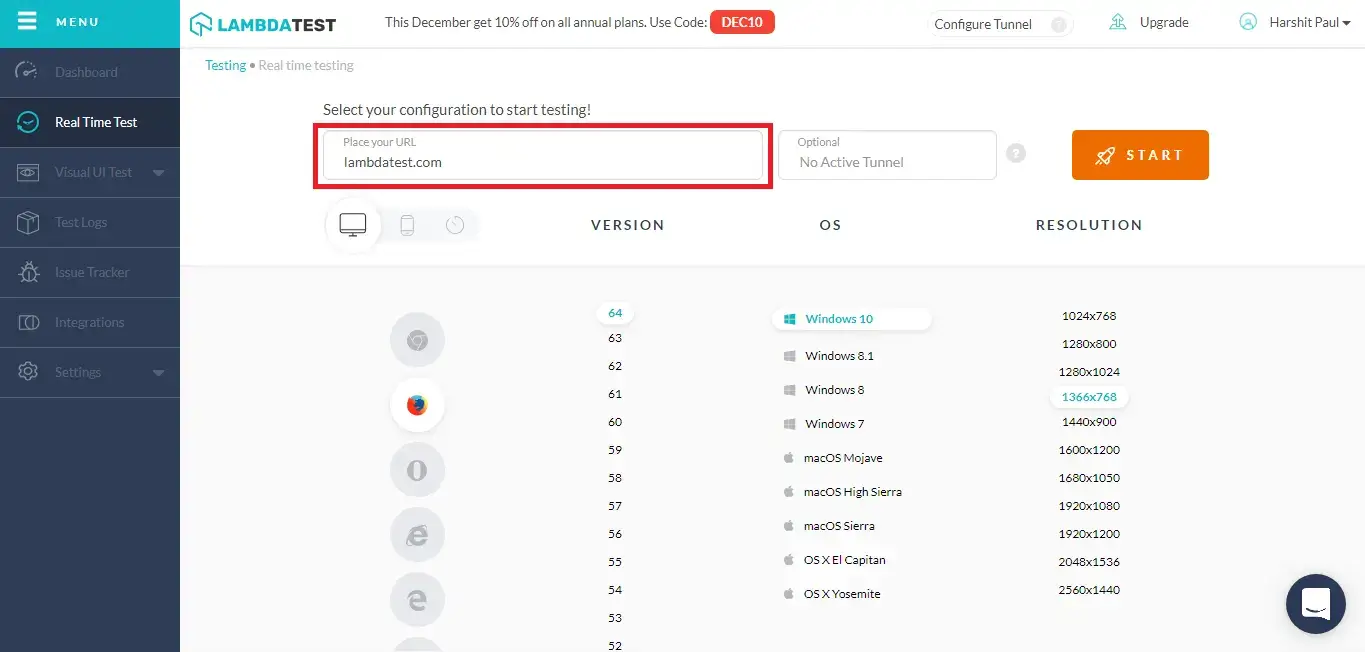 MENU
LAMBDATEST
This December get 10% off on all annual plans. Use Code: DEC10
Configure Tunnel ?
Upgrade
Harshit Paul
Dashboard
Real Time Test
Visual UI Test
Test Logs
Issue Tracker
Integrations
Settings
Testing • Real time testing
Select your configuration to start testing!
Place your URL
lambdatest.com
Optional
No Active Tunnel
?
START
VERSION
OS
RESOLUTION
64
63
62
61
60
59
58
57
56
55
54
53
52
Windows 10
Windows 8.1
Windows 8
Windows 7
macOS Mojave
macOS High Sierra
macOS Sierra
OS X El Capitan
OS X Yosemite
1024x768
1280x800
1280x1024
1366x768
1440x900
1600x1200
1680x1050
1920x1080
1920x1200
2048x1536
2560x1440